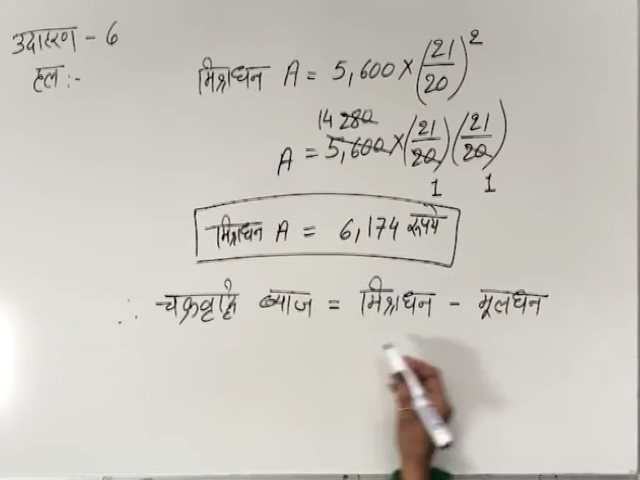 उदाहरण - 6
हल :-
मिश्रधन A = 5,600 × (21/20)²
14 280
A = 5,600 × (21/20) (21/20)
1 1
मिश्रधन A = 6,174 रूपये
∴ चक्रवृद्धि ब्याज = मिश्रधन - मूलधन